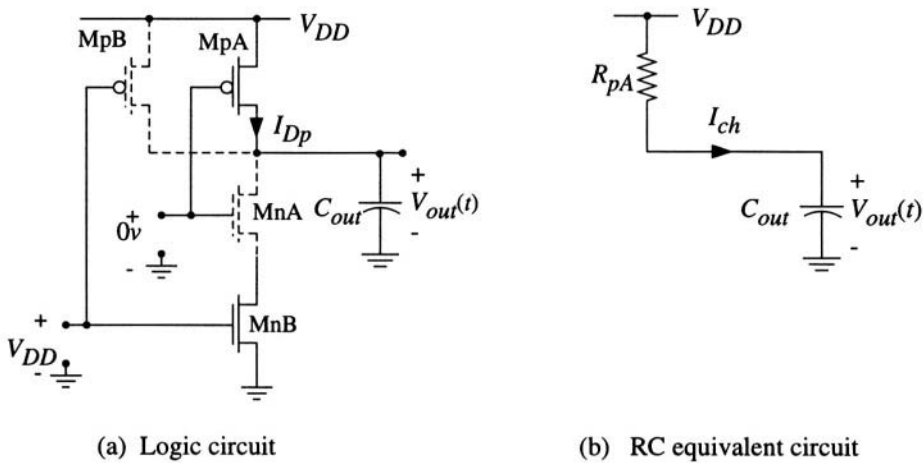 V_DD
MpB
MpA
I_Dp
+
0v
-
MnA
C_out
+
V_out(t)
-
MnB
+
V_DD
-
(a) Logic circuit
V_DD
R_pA
I_ch
C_out
+
V_out(t)
-
(b) RC equivalent circuit